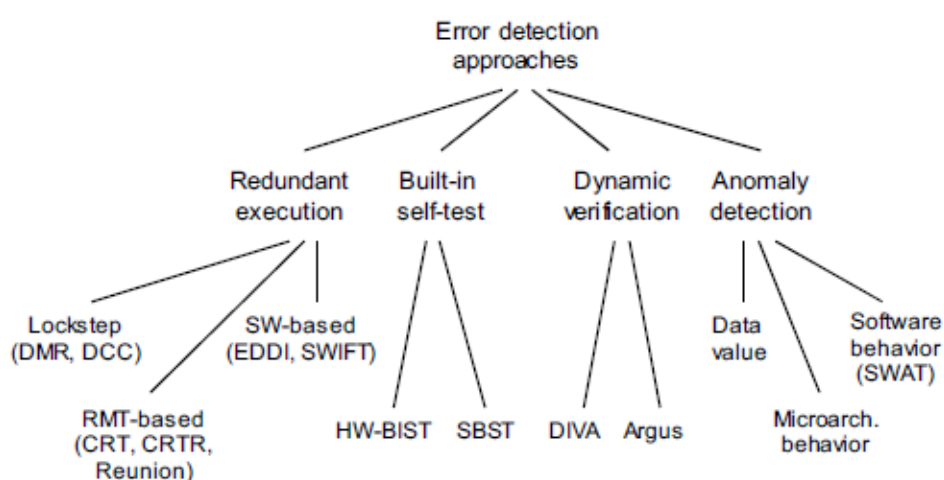 Error detection
approaches
Redundant
execution
Built-in
self-test
Dynamic
verification
Anomaly
detection
Lockstep
(DMR, DCC)
SW-based
(EDDI, SWIFT)
Data
value
Software
behavior
(SWAT)
RMT-based
(CRT, CRTR,
Reunion)
HW-BIST
SBST
DIVA
Argus
Microarch.
behavior